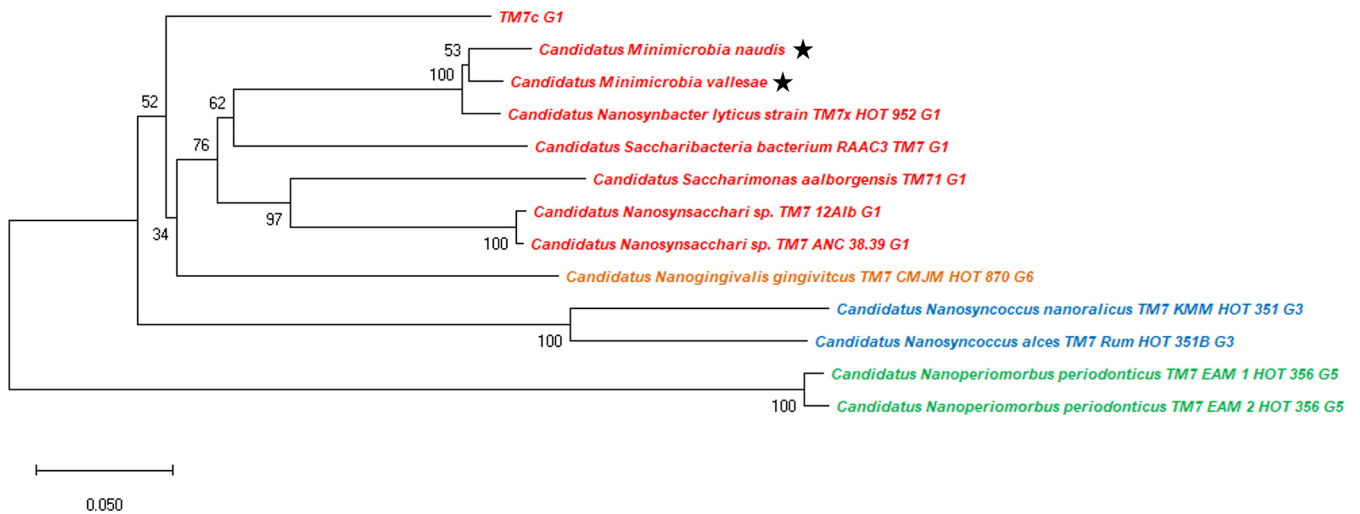 TM7c G1
53
Candidatus Minimicrobia naudis
100
Candidatus Minimicrobia vallesae
52
62
Candidatus Nanosynbacter lyticus strain TM7x HOT 952 G1
76
Candidatus Saccharibacteria bacterium RAAC3 TM7 G1
Candidatus Saccharimonas aalborgensis TM71 G1
97
Candidatus Nanosynsacchari sp. TM7 12Alb G1
34
100
Candidatus Nanosynsacchari sp. TM7 ANC 38.39 G1
Candidatus Nanogingivalis gingivitcus TM7 CMJM HOT 870 G6
Candidatus Nanosyncoccus nanoralicus TM7 KMM HOT 351 G3
100
Candidatus Nanosyncoccus alces TM7 Rum HOT 351B G3
Candidatus Nanoperiomorbus periodonticus TM7 EAM 1 HOT 356 G5
100
Candidatus Nanoperiomorbus periodonticus TM7 EAM 2 HOT 356 G5
0.050